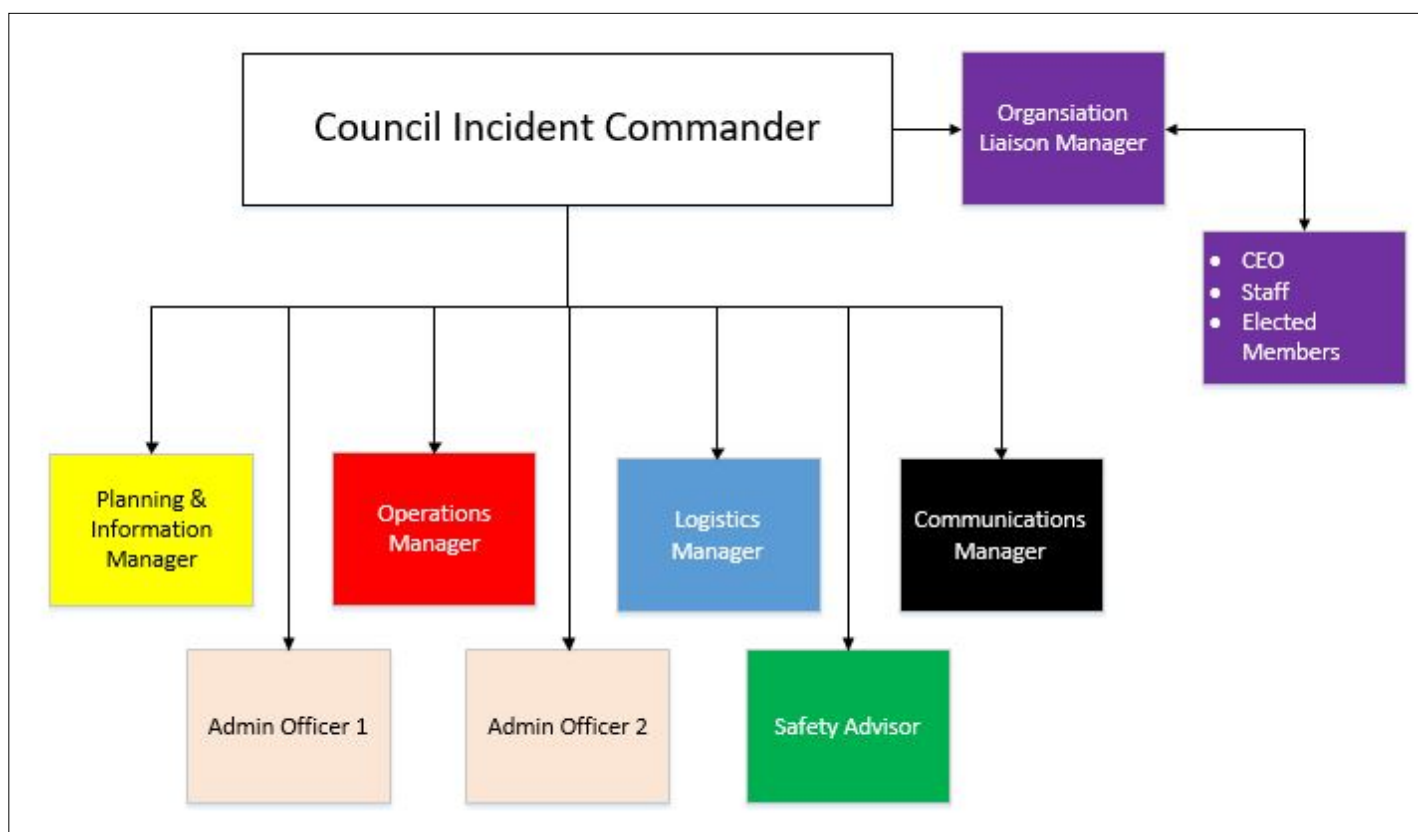 Council Incident Commander
Organsiation
Liaison Manager
● CEO
● Staff
● Elected
Members
Planning &
Information
Manager
Operations
Manager
Logistics
Manager
Communications
Manager
Admin Officer 1
Admin Officer 2
Safety Advisor